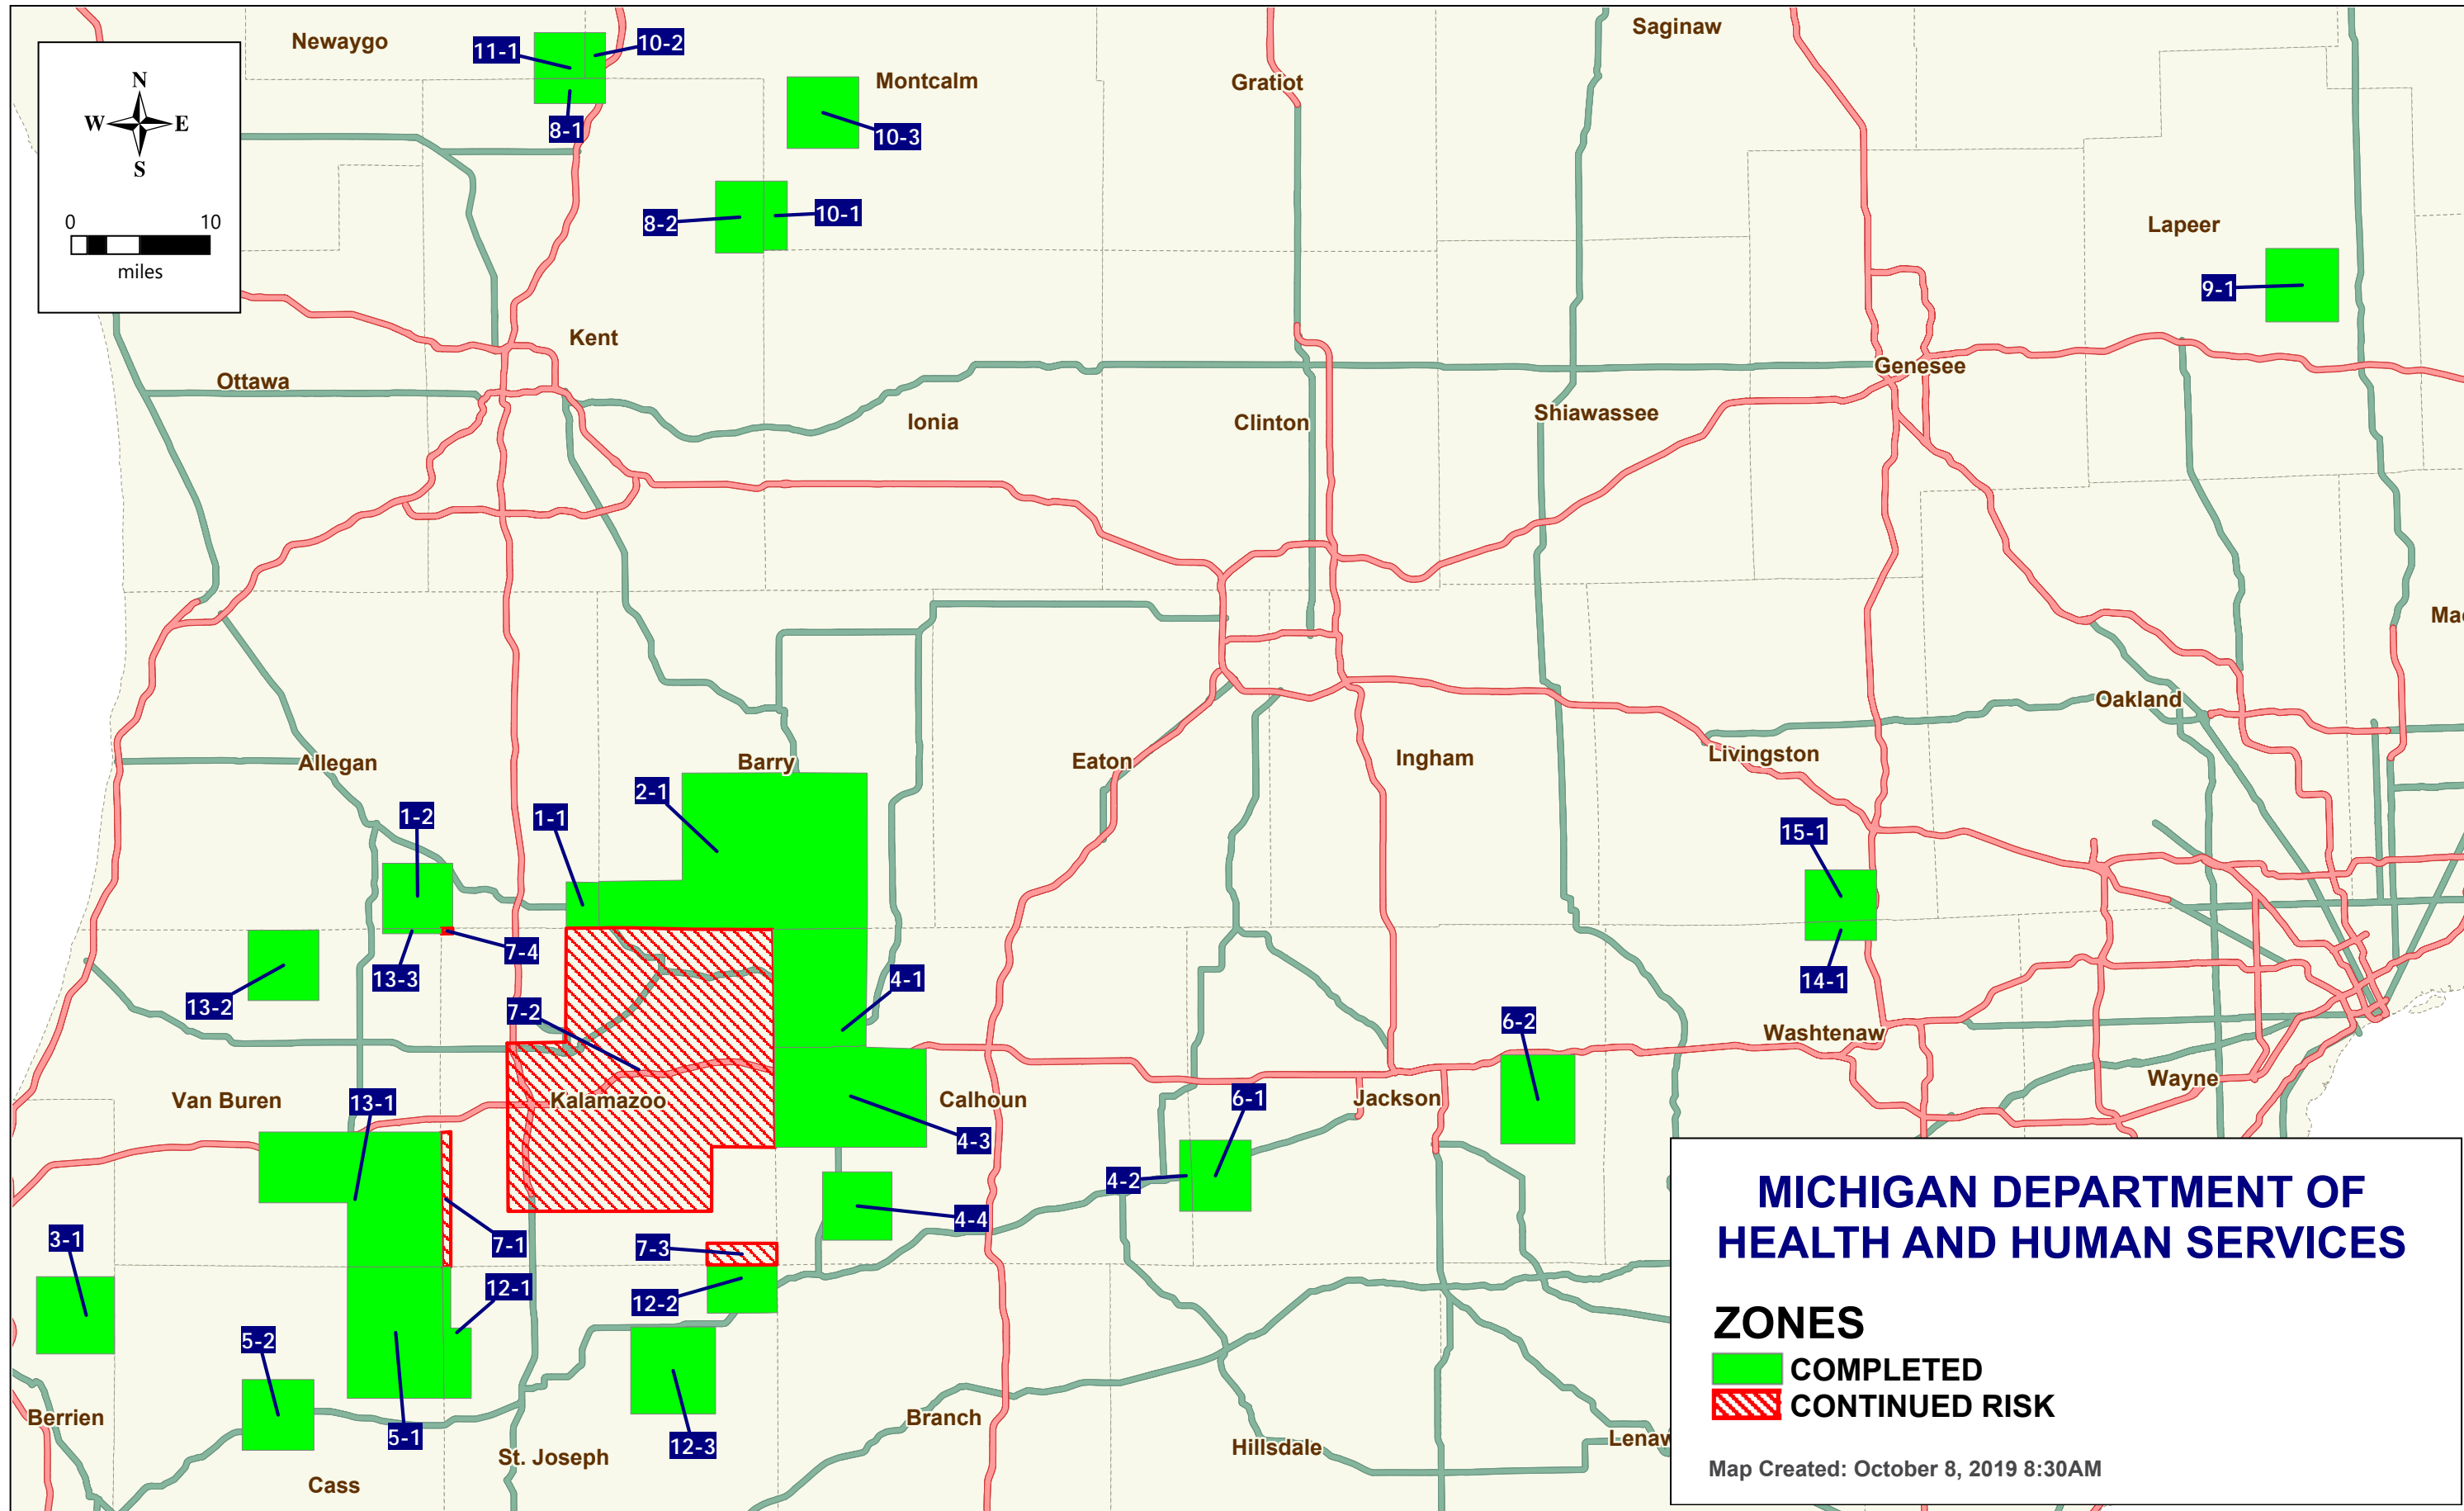 Newaygo
11-1
10-2
Saginaw
Montcalm
Gratiot
N
W
E
S
8-1
10-3
0
10
miles
8-2
10-1
Lapeer
9-1
Kent
Ottawa
Genesee
Ionia
Clinton
Shiawassee
Oakland
Allegan
Barry
Eaton
Ingham
Livingston
2-1
1-2
1-1
15-1
7-4
13-3
4-1
14-1
13-2
7-2
6-2
Washtenaw
Wayne
Van Buren
13-1
Kalamazoo
Calhoun
6-1
Jackson
4-3
4-2
3-1
7-1
7-3
4-4
12-1
12-2
5-2
5-1
12-3
Berrien
St. Joseph
Branch
Hillsdale
Cass
MICHIGAN DEPARTMENT OF
HEALTH AND HUMAN SERVICES
ZONES
COMPLETED
CONTINUED RISK
Map Created: October 8, 2019 8:30AM